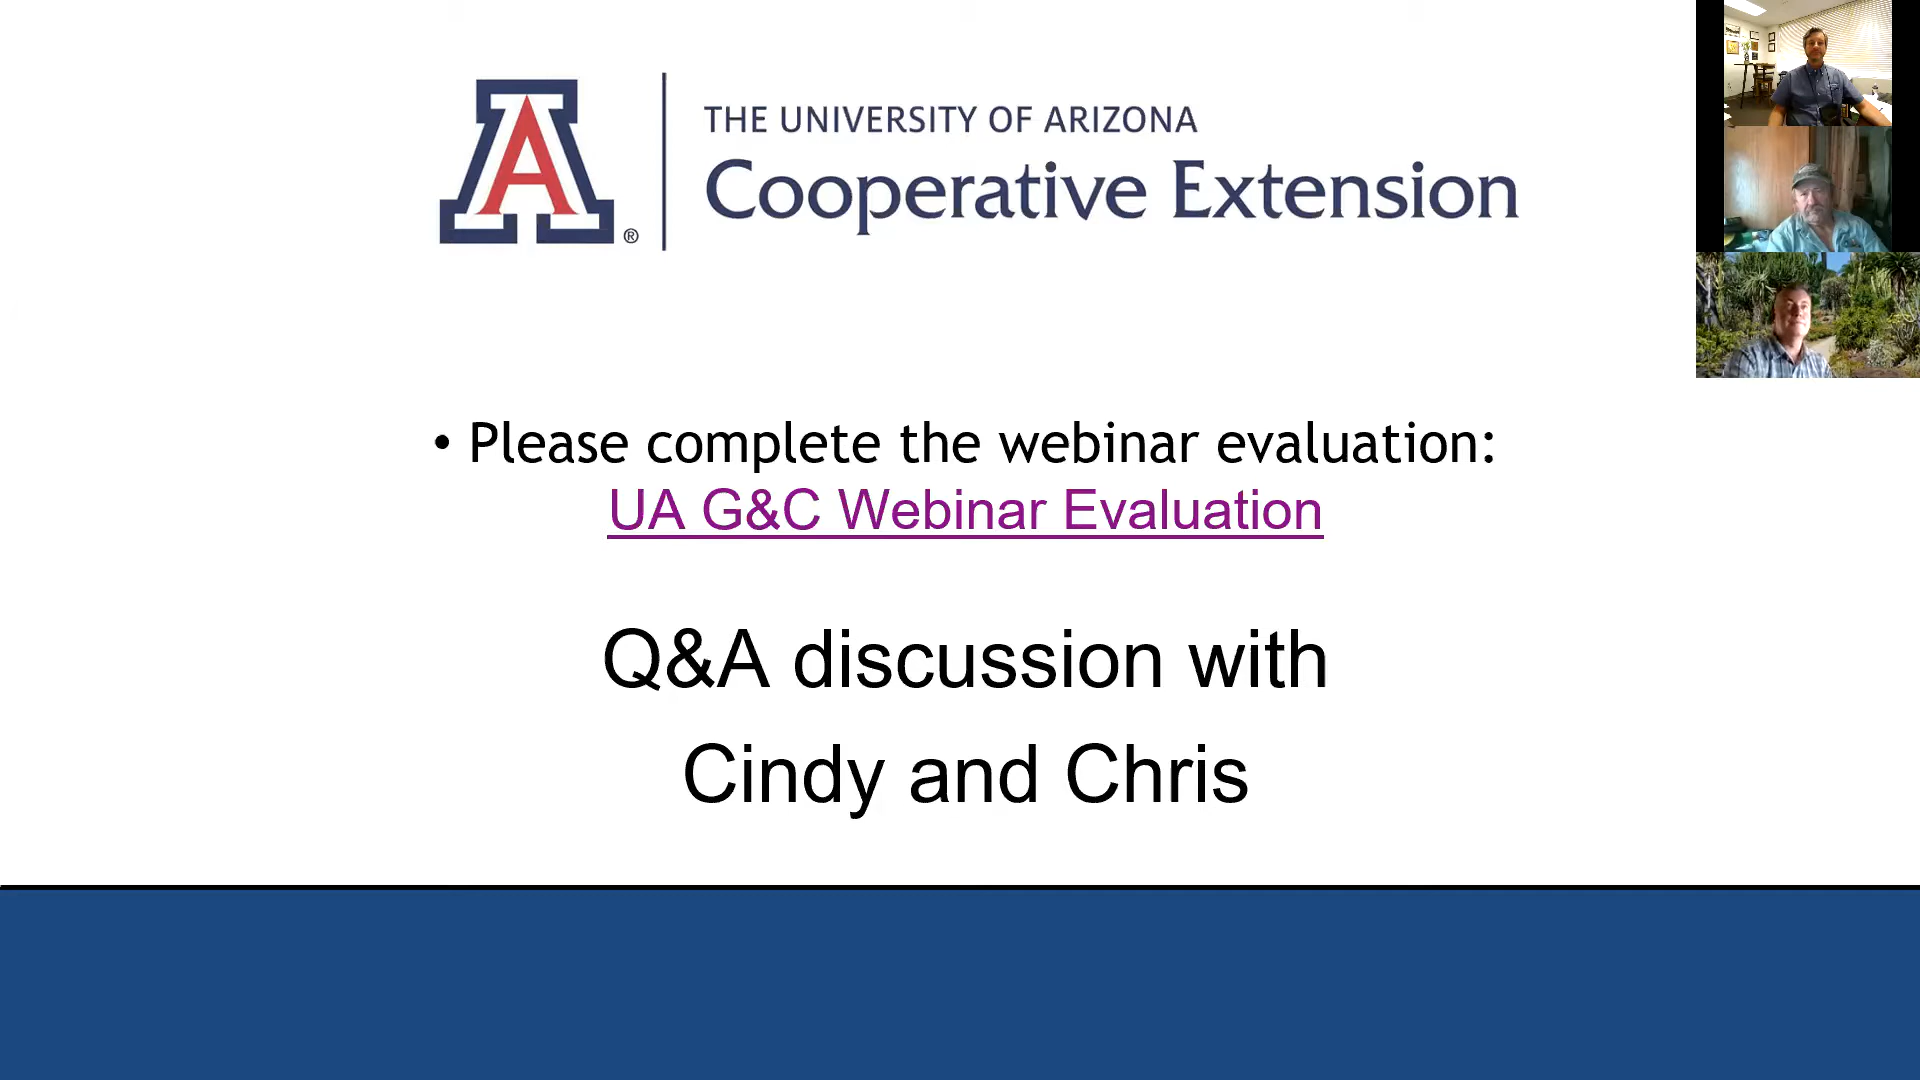 A®
THE UNIVERSITY OF ARIZONA
Cooperative Extension
• Please complete the webinar evaluation:
UA G&C Webinar Evaluation
Q&A discussion with
Cindy and Chris